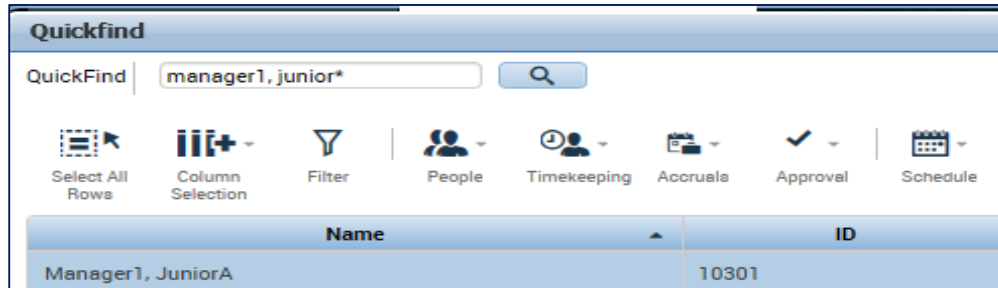 Quickfind
QuickFind manager1, junior*
Select All Rows Column Selection Filter People Timekeeping Accruals Approval Schedule
Name ID
Manager1, JuniorA 10301